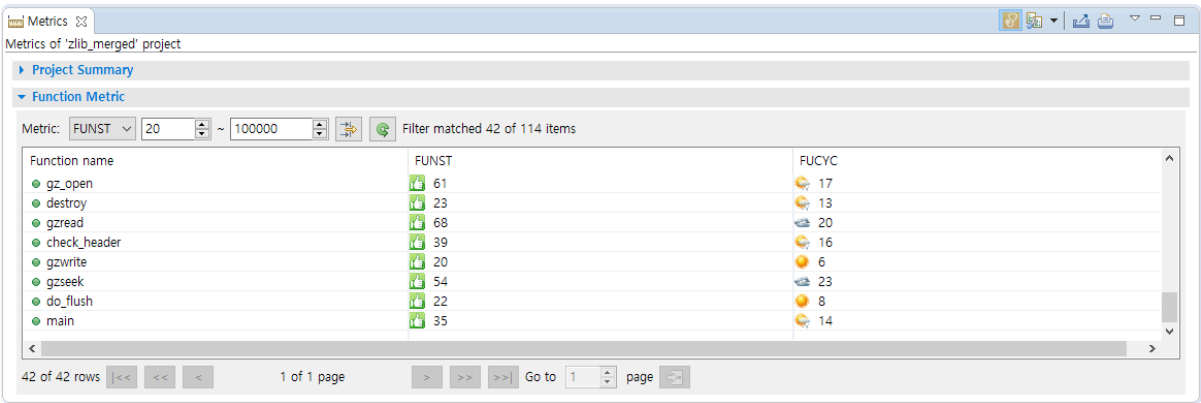 Metrics
Metrics of 'zlib_merged' project
Project Summary
Function Metric
Metric: FUNST 20 ~ 100000 Filter matched 42 of 114 items
Function name FUNST FUCYC
gz_open 61 17
destroy 23 13
gzread 68 20
check_header 39 16
gzwrite 20 6
gzseek 54 23
do_flush 22 8
main 35 14
42 of 42 rows |<< << < 1 of 1 page > >> >>| Go to 1 page